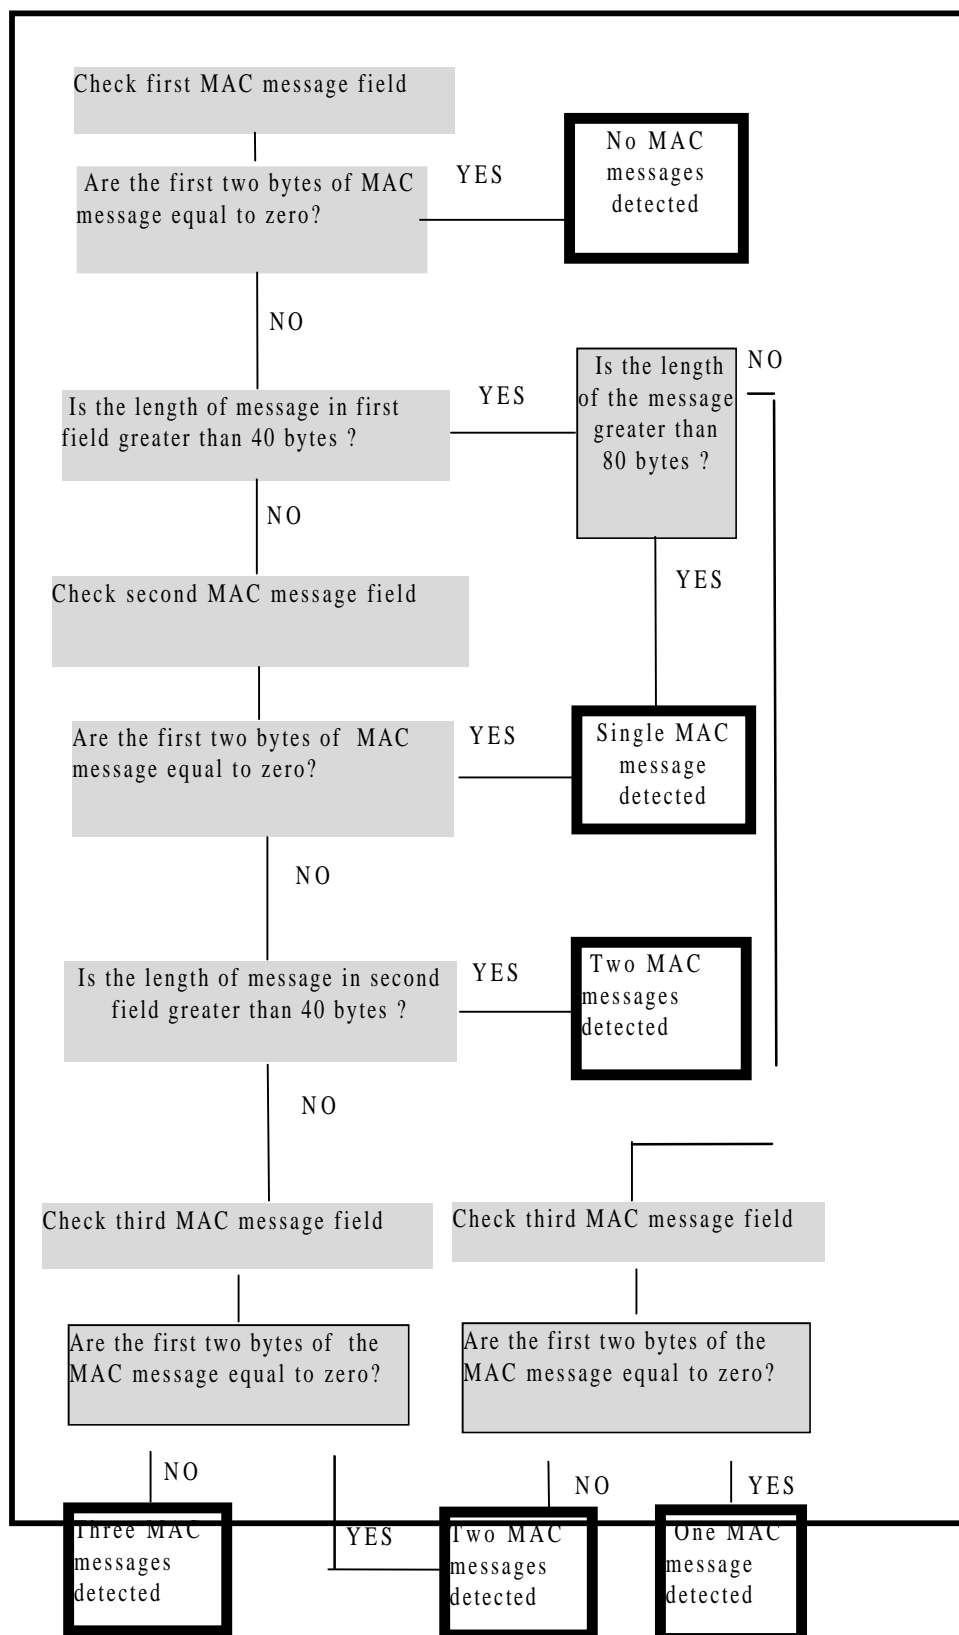 Check first MAC message field
Are the first two bytes of MAC
message equal to zero?
YES
No MAC
messages
detected
NO
Is the length of message in first
field greater than 40 bytes ?
YES
Is the length
of the message
greater than
80 bytes ?
NO
NO
YES
Check second MAC message field
Are the first two bytes of MAC
message equal to zero?
YES
Single MAC
message
detected
NO
Is the length of message in second
field greater than 40 bytes ?
YES
Two MAC
messages
detected
NO
Check third MAC message field
Check third MAC message field
Are the first two bytes of the
MAC message equal to zero?
Are the first two bytes of the
MAC message equal to zero?
NO
YES
NO
YES
Three MAC
messages
detected
Two MAC
messages
detected
One MAC
message
detected